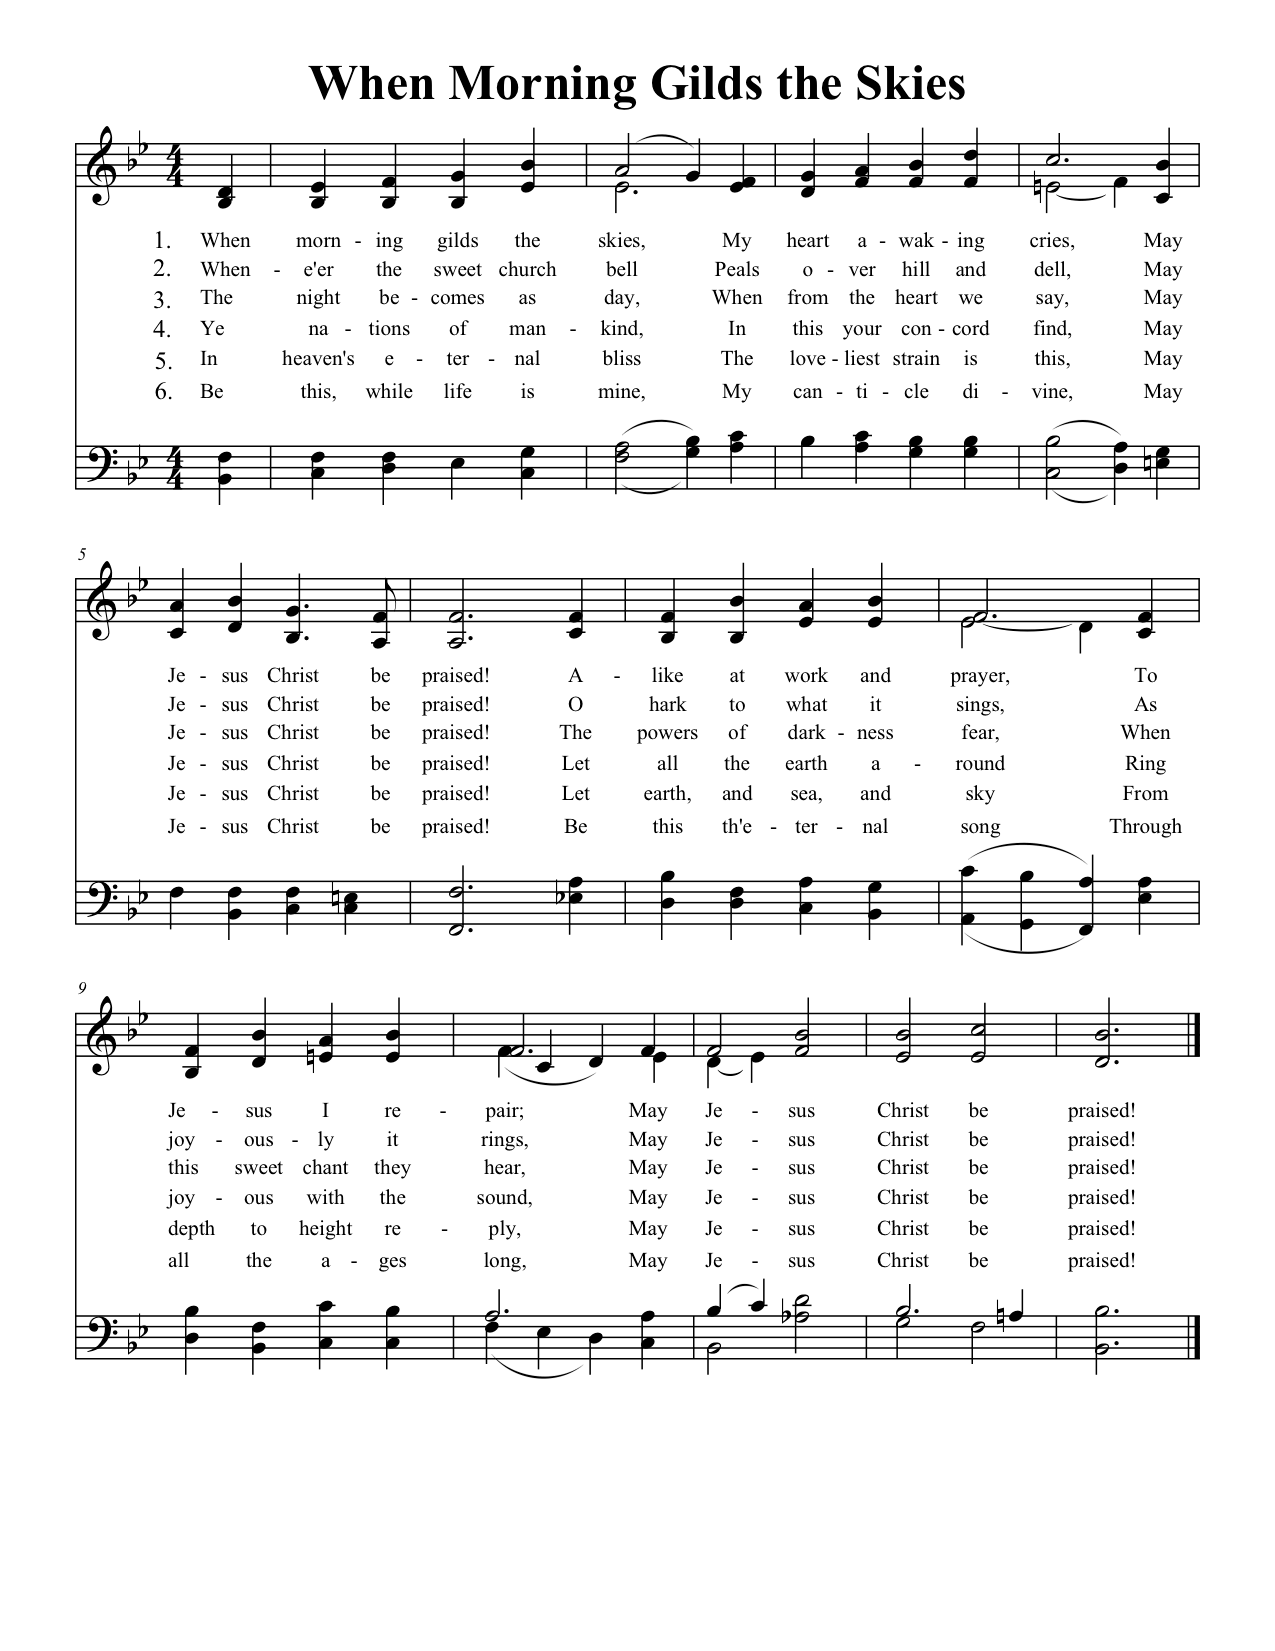 When Morning Gilds the Skies
4
4
1. When morn - ing gilds the skies, My heart a - wak - ing cries, May
2. When - e'er the sweet church bell Peals o - ver hill and dell, May
3. The night be - comes as day, When from the heart we say, May
4. Ye na - tions of man - kind, In this your con - cord find, May
5. In heaven's e - ter - nal bliss The love - liest strain is this, May
6. Be this, while life is mine, My can - ti - cle di - vine, May
4
4
5
Je - sus Christ be praised! A - like at work and prayer, To
Je - sus Christ be praised! O hark to what it sings, As
Je - sus Christ be praised! The powers of dark - ness fear, When
Je - sus Christ be praised! Let all the earth a - round Ring
Je - sus Christ be praised! Let earth, and sea, and sky From
Je - sus Christ be praised! Be this th'e - ter - nal song Through
9
Je - sus I re - pair; May Je - sus Christ be praised!
joy - ous - ly it rings, May Je - sus Christ be praised!
this sweet chant they hear, May Je - sus Christ be praised!
joy - ous with the sound, May Je - sus Christ be praised!
depth to height re - ply, May Je - sus Christ be praised!
all the a - ges long, May Je - sus Christ be praised!